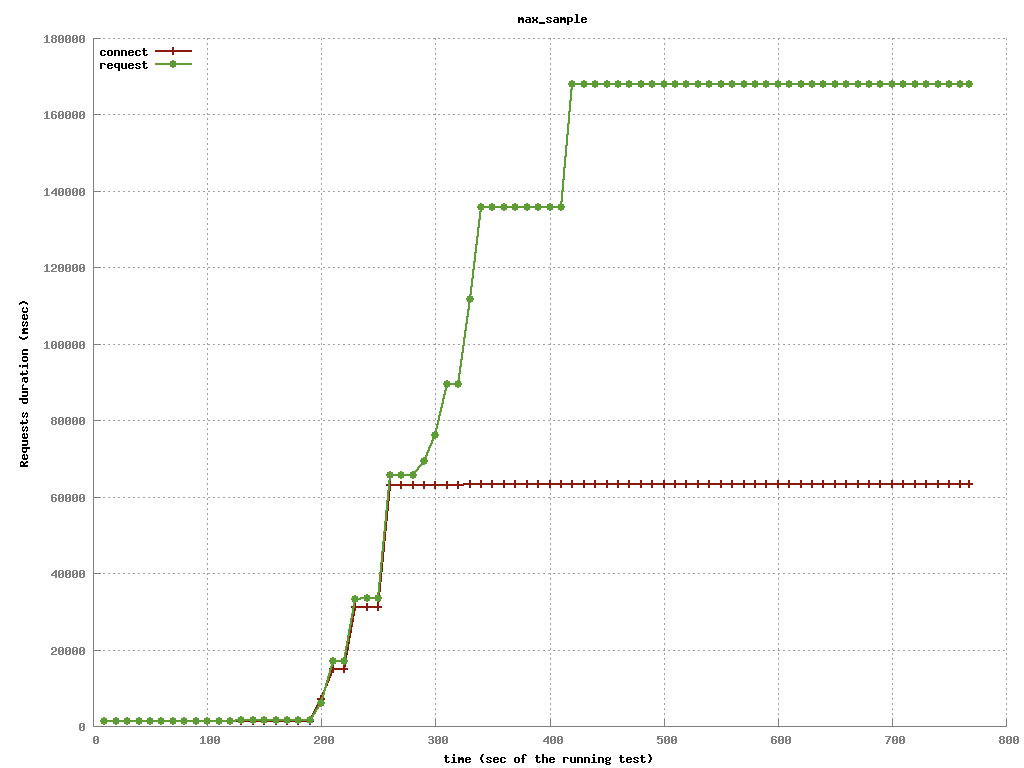 max_sample
connect
request
180000
160000
140000
120000
100000
80000
60000
40000
20000
0
Requests duration (msec)
0 100 200 300 400 500 600 700 800
time (sec of the running test)